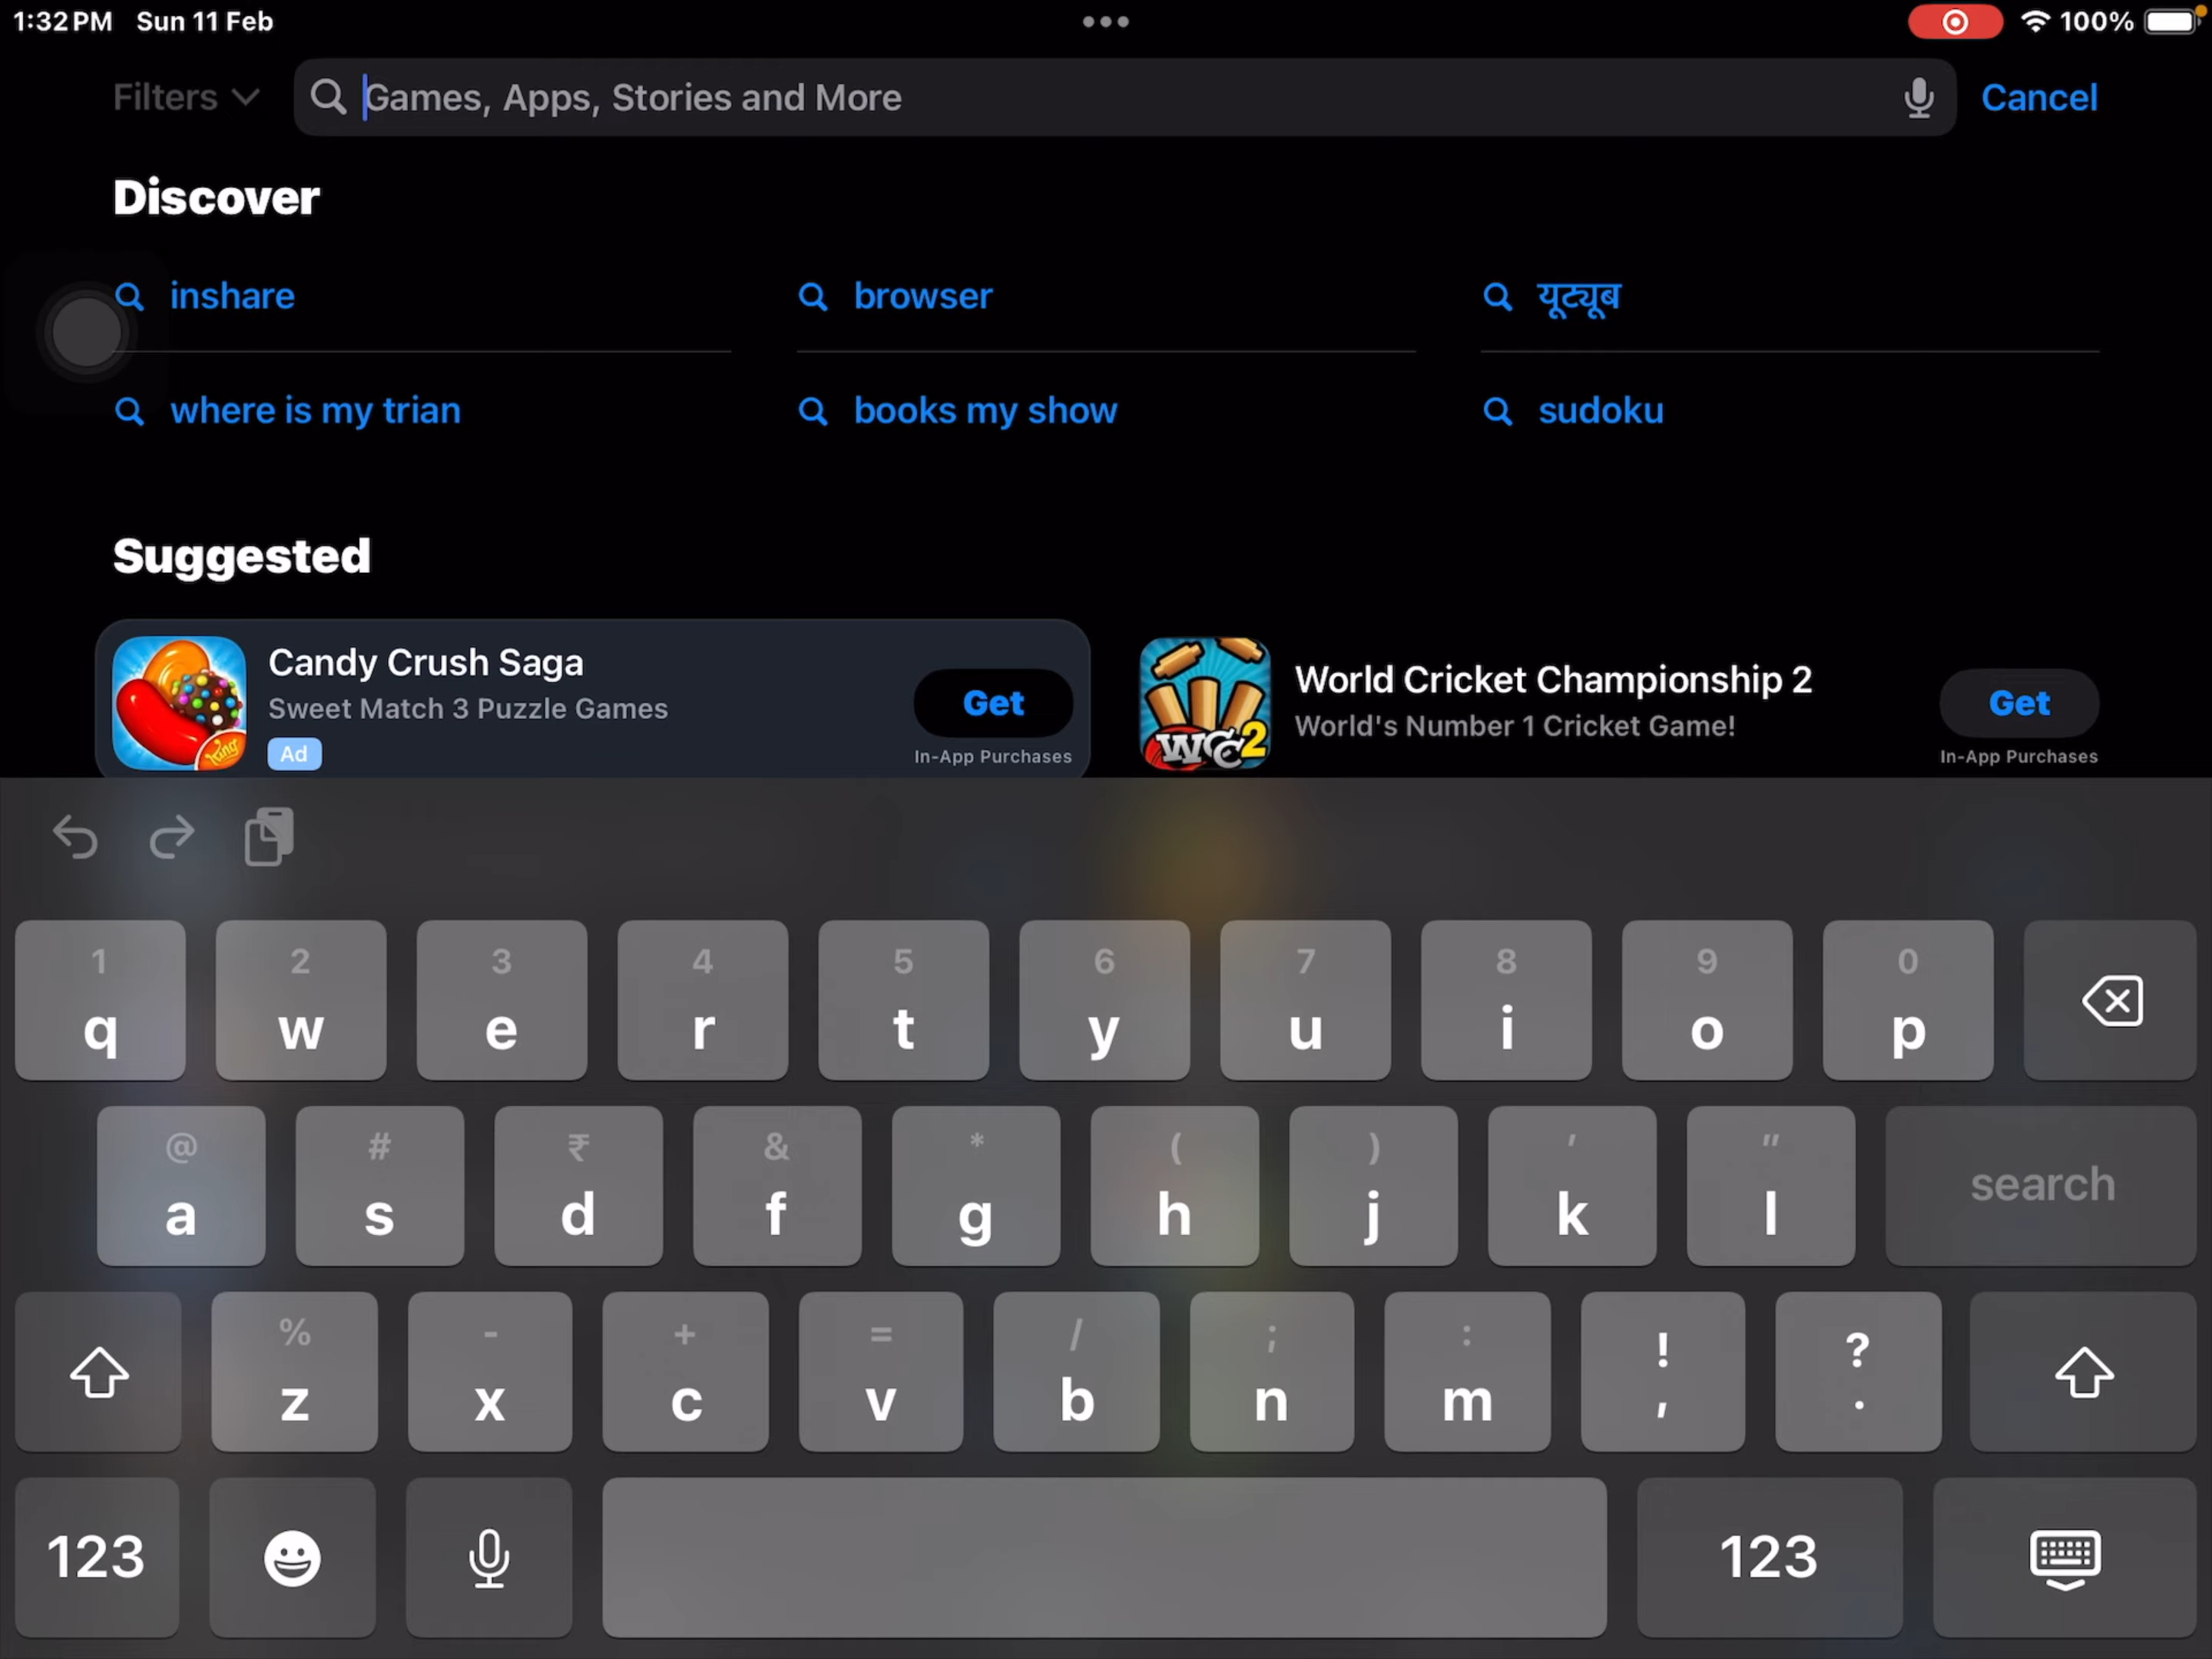 1:32 PM Sun 11 Feb
100%
Filters
Games, Apps, Stories and More
Cancel
Discover
inshare
browser
यूट्यूब
where is my trian
books my show
sudoku
Suggested
Candy Crush Saga
Sweet Match 3 Puzzle Games
Ad
Get
In-App Purchases
King
WCC2
World Cricket Championship 2
World's Number 1 Cricket Game!
Get
In-App Purchases
1 2 3 4 5 6 7 8 9 0
q w e r t y u i o p
@ # ₹ & * ( ) ' "
a s d f g h j k l search
% - + = / ; : ! ?
z x c v b n m , .
123 123